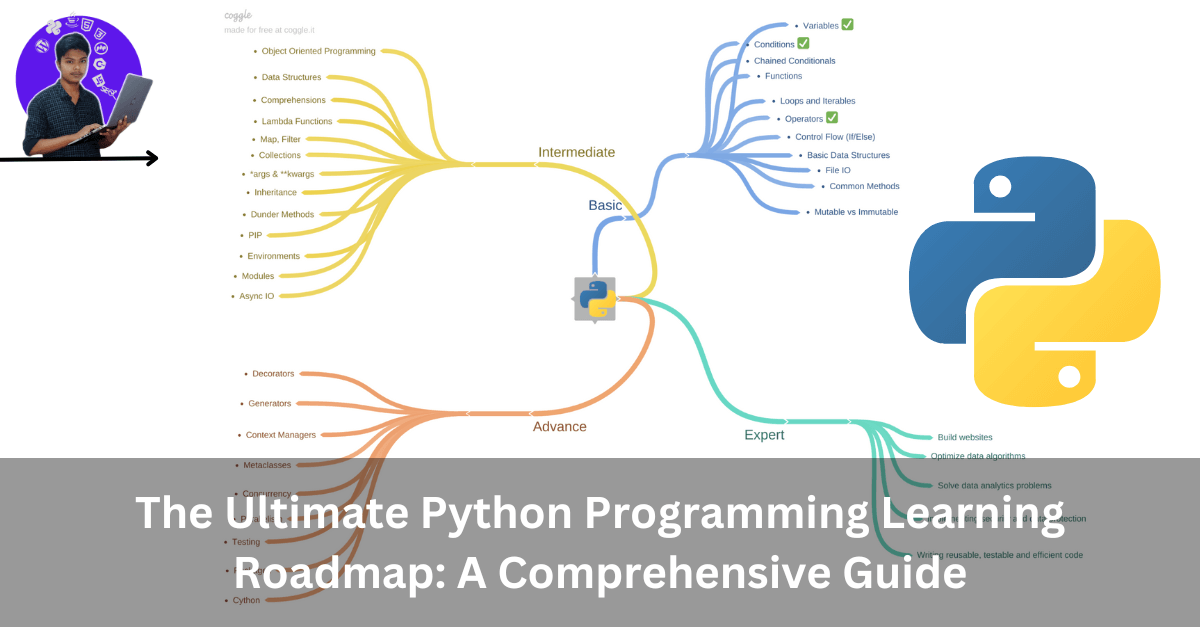 coggle
made for free at coggle.it
• Object Oriented Programming
• Data Structures
• Comprehensions
• Lambda Functions
• Map, Filter
• Collections
• *args & **kwargs
• Inheritance
• Dunder Methods
• PIP
• Environments
• Modules
• Async IO
Intermediate
Basic
• Variables ✅
• Conditions ✅
• Chained Conditionals
• Functions
• Loops and Iterables
• Operators ✅
• Control Flow (If/Else)
• Basic Data Structures
• File IO
• Common Methods
• Mutable vs Immutable
• Decorators
• Generators
• Context Managers
• Metaclasses
• Concurrency
• Testing
• Cython
Advance
Expert
• Build websites
• Optimize data algorithms
• Solve data analytics problems
and data protection
• Writing reusable, testable and efficient code
The Ultimate Python Programming Learning
Roadmap: A Comprehensive Guide